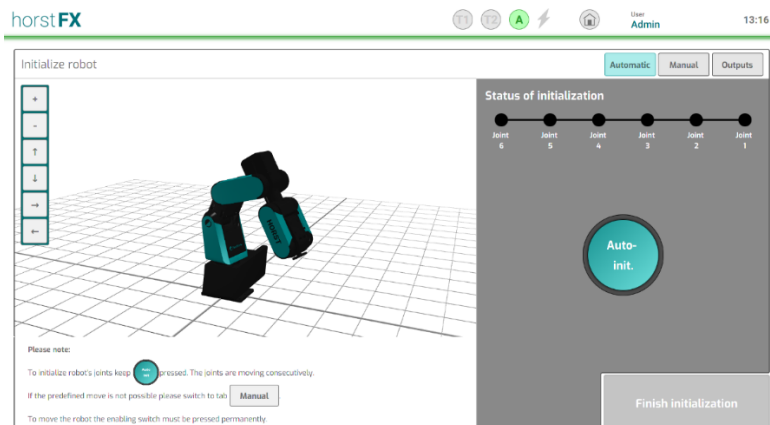 horstFX
T1 T2 A
User
Admin
13:16
Initialize robot
Automatic Manual Outputs
+
-
↑
↓
→
←
HORST
Status of initialization
Joint Joint Joint Joint Joint Joint
6 5 4 3 2 1
Auto-
init.
Please note:
To initialize robot's joints keep Auto init pressed. The joints are moving consecutively.
If the predefined move is not possible please switch to tab Manual
To move the robot the enabling switch must be pressed permanently
Finish initialization